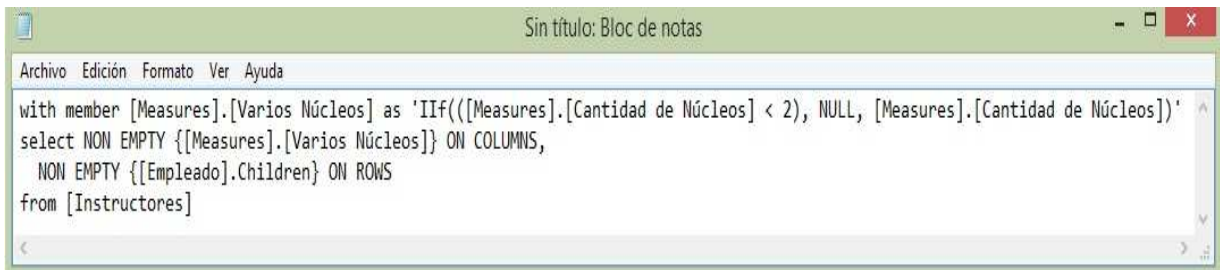 Sin título: Bloc de notas
Archivo Edición Formato Ver Ayuda
with member [Measures].[Varios Núcleos] as 'IIf(([Measures].[Cantidad de Núcleos] < 2), NULL, [Measures].[Cantidad de Núcleos])'
select NON EMPTY {[Measures].[Varios Núcleos]} ON COLUMNS,
  NON EMPTY {[Empleado].Children} ON ROWS
from [Instructores]